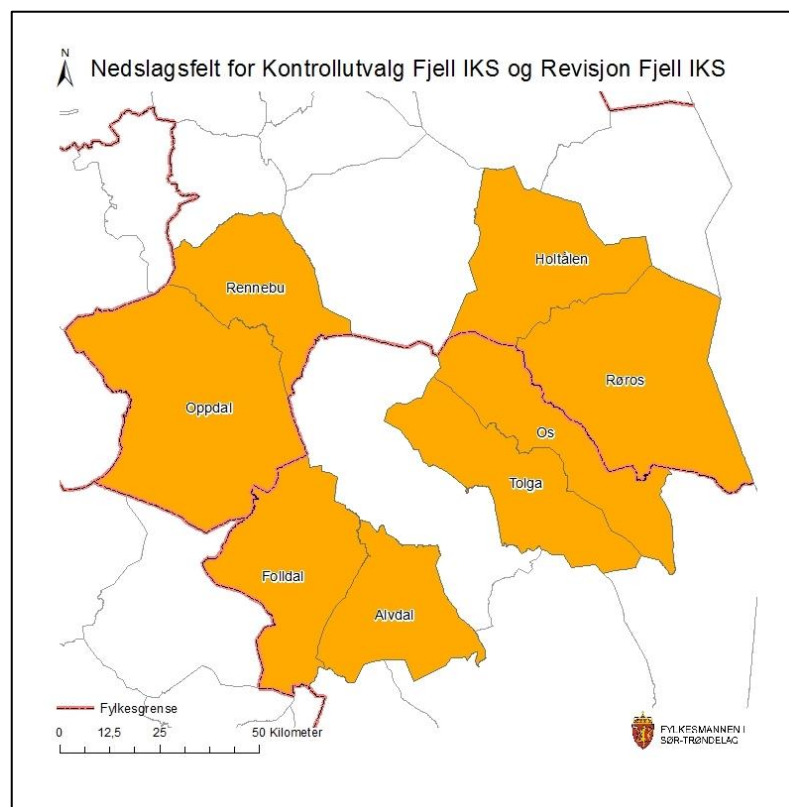 N
Nedslagsfelt for Kontrollutvalg Fjell IKS og Revisjon Fjell IKS
Holtålen
Rennebu
Røros
Oppdal
Os
Tolga
Folldal
Alvdal
Fylkesgrense
0 12,5 25 50 Kilometer
FYLKESMANNEN I
SØR-TRØNDELAG